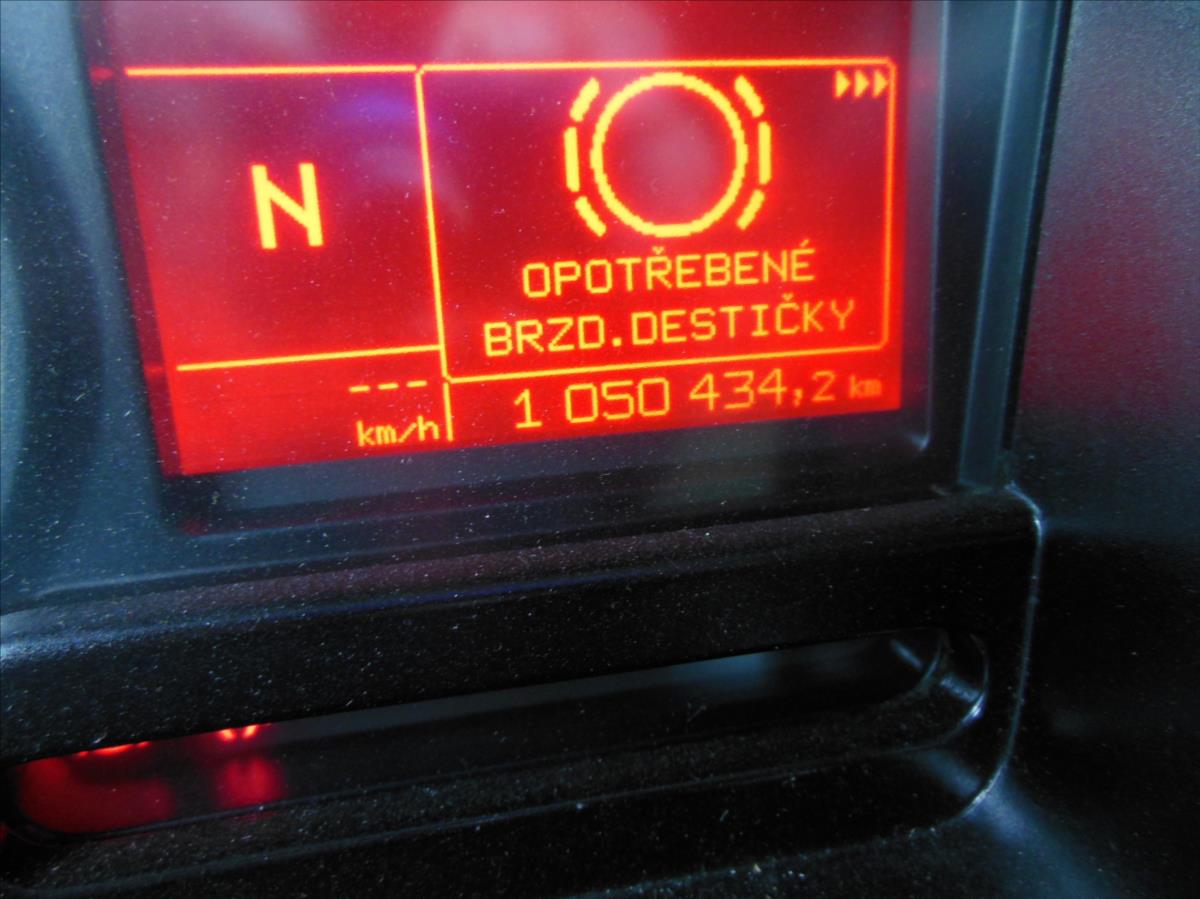 N
OPOTŘEBENÉ
BRZD.DESTIČKY
---
km/h
1 050 434,2 km